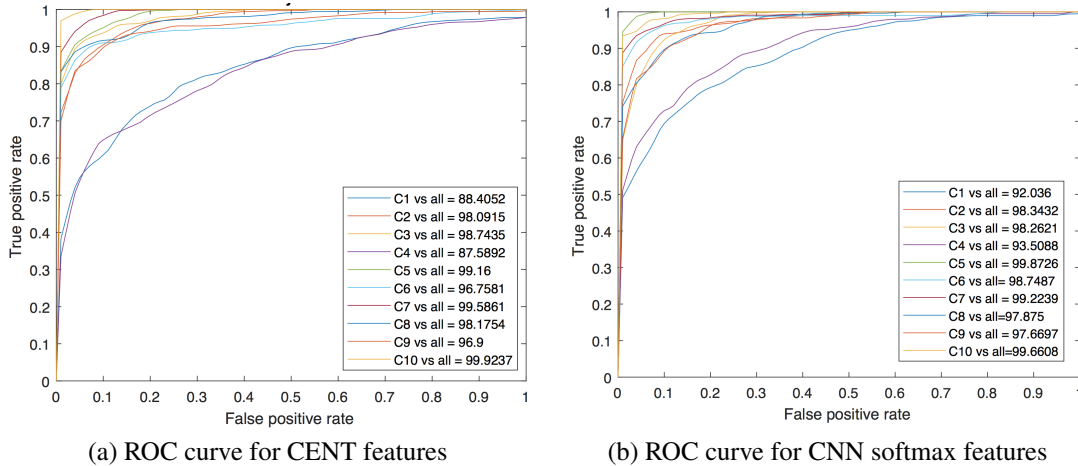 True positive rate
1
0.9
0.8
0.7
0.6
0.5
0.4
0.3
0.2
0.1
0
C1 vs all = 88.4052
C2 vs all = 98.0915
C3 vs all = 98.7435
C4 vs all = 87.5892
C5 vs all = 99.16
C6 vs all = 96.7581
C7 vs all = 99.5861
C8 vs all = 98.1754
C9 vs all = 96.9
C10 vs all = 99.9237
0 0.1 0.2 0.3 0.4 0.5 0.6 0.7 0.8 0.9 1
False positive rate
(a) ROC curve for CENT features
True positive rate
1
0.9
0.8
0.7
0.6
0.5
0.4
0.3
0.2
0.1
0
C1 vs all = 92.036
C2 vs all = 98.3432
C3 vs all = 98.2621
C4 vs all = 93.5088
C5 vs all = 99.8726
C6 vs all= 98.7487
C7 vs all = 99.2239
C8 vs all=97.875
C9 vs all = 97.6697
C10 vs all=99.6608
0 0.1 0.2 0.3 0.4 0.5 0.6 0.7 0.8 0.9 1
False positive rate
(b) ROC curve for CNN softmax features